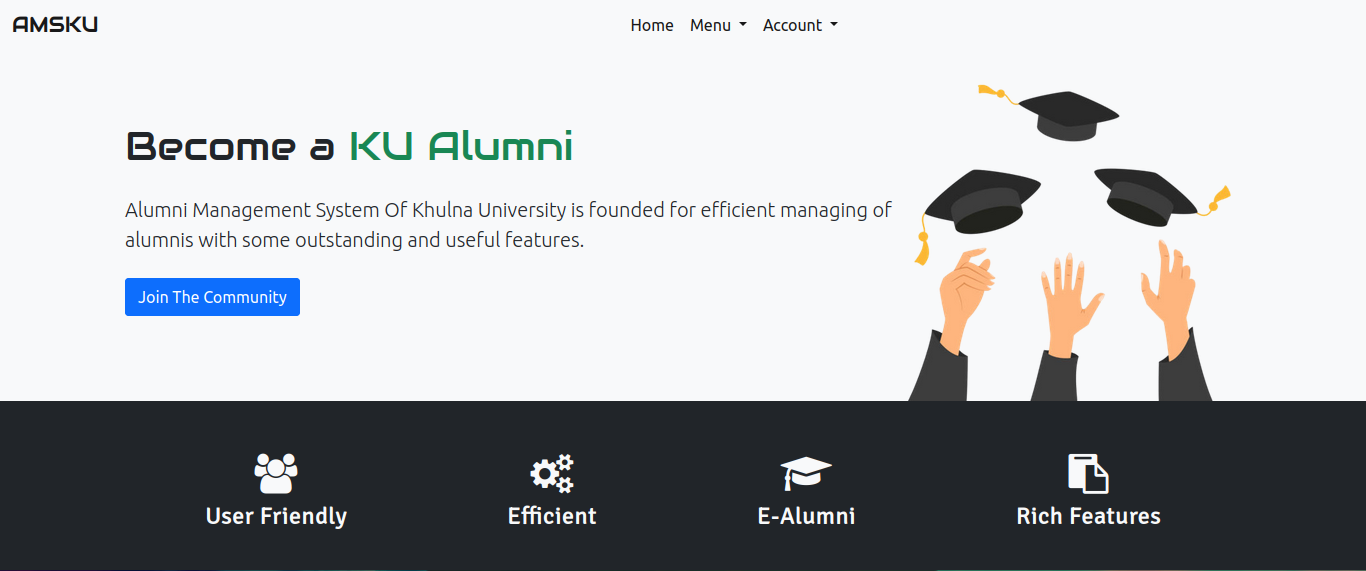 AMSKU
Home Menu Account
Become a KU Alumni
Alumni Management System Of Khulna University is founded for efficient managing of
alumnis with some outstanding and useful features.
Join The Community
User Friendly
Efficient
E-Alumni
Rich Features